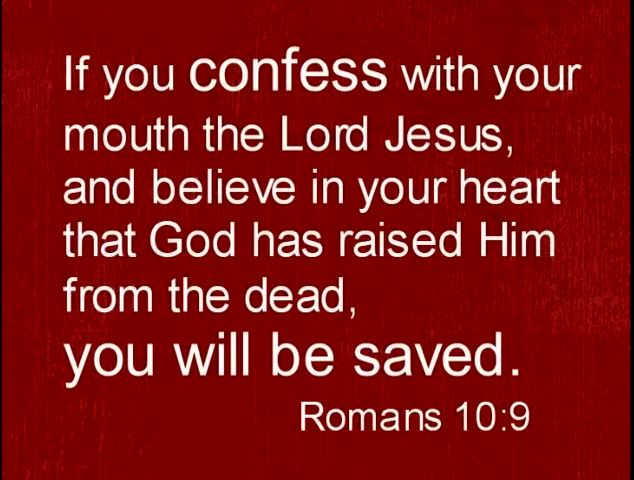 If you confess with your
mouth the Lord Jesus,
and believe in your heart
that God has raised Him
from the dead,
you will be saved.
Romans 10:9